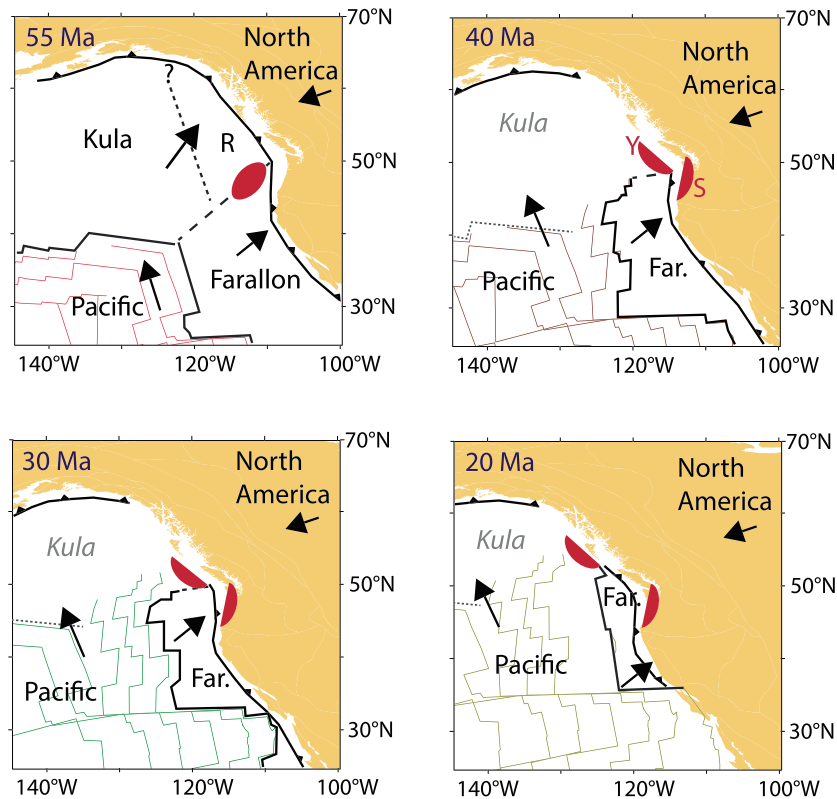 55 Ma
North
America
?
Kula
R
Farallon
Pacific
70°N
50°N
30°N
140°W
120°W
100°W
40 Ma
North
America
Kula
Y
S
Far.
Pacific
70°N
50°N
30°N
140°W
120°W
100°W
30 Ma
North
America
Kula
Far.
Pacific
70°N
50°N
30°N
140°W
120°W
100°W
20 Ma
North
America
Kula
Far.
Pacific
70°N
50°N
30°N
140°W
120°W
100°W